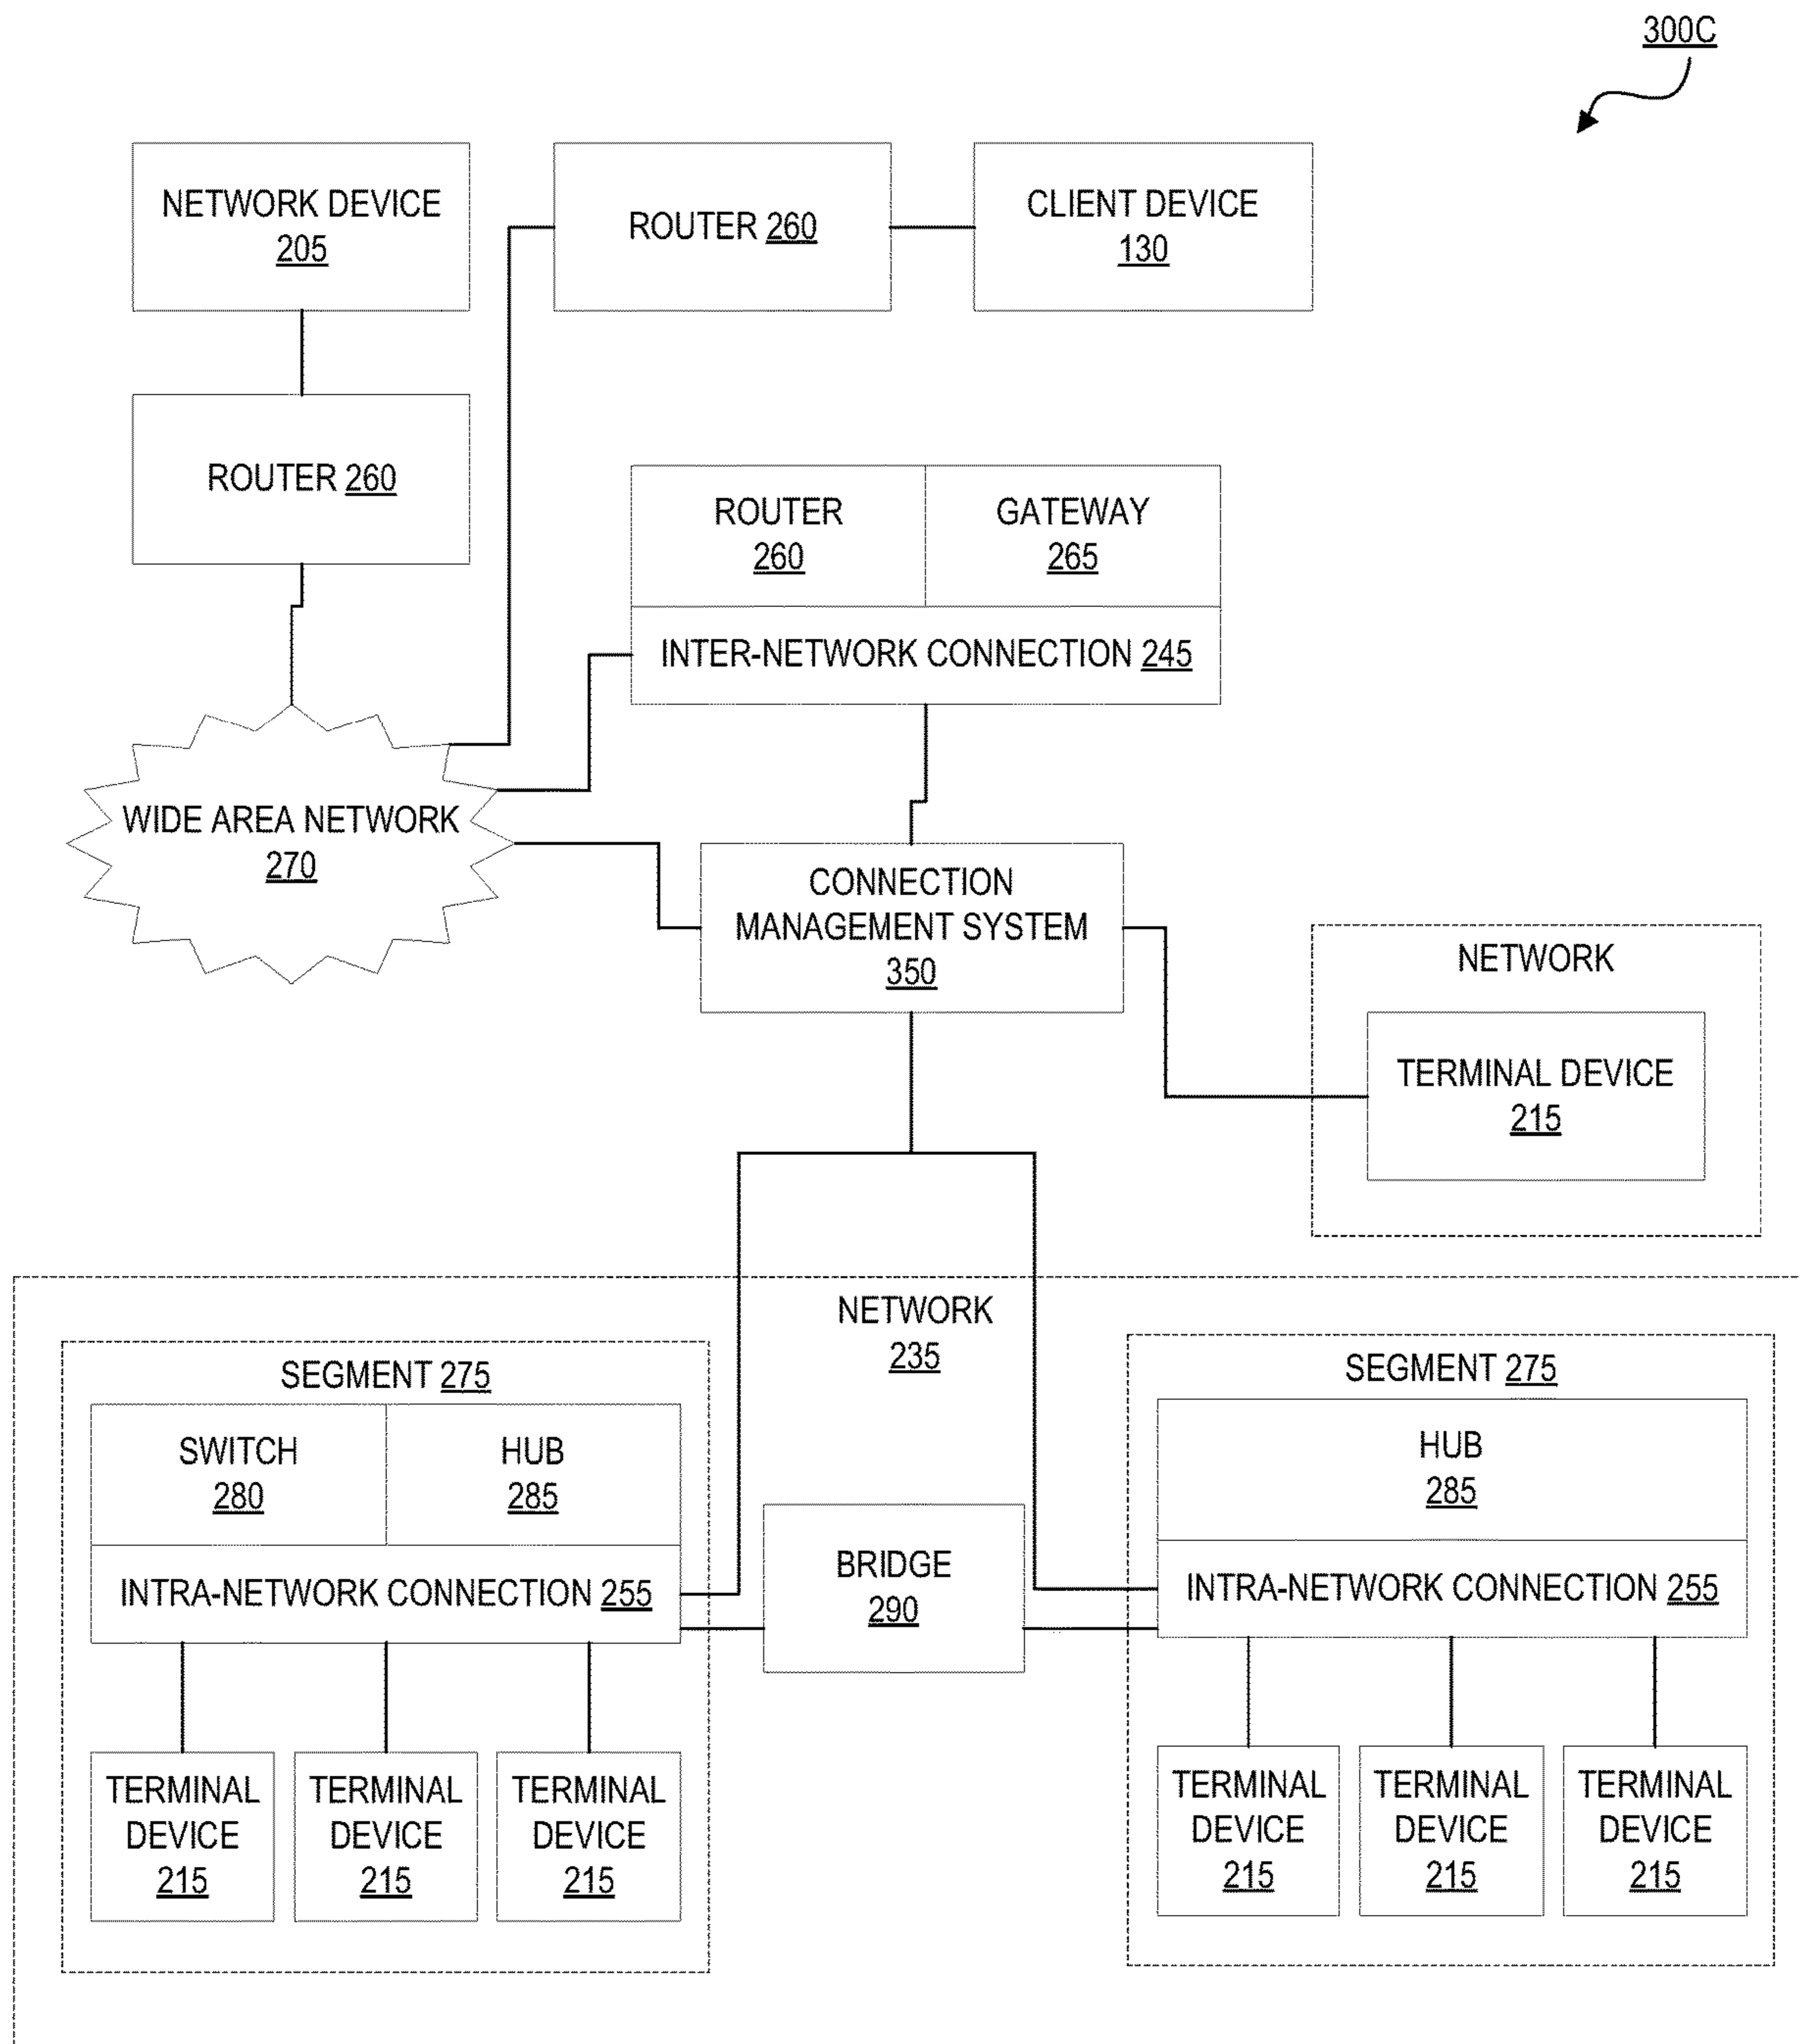 300C
NETWORK DEVICE
205
ROUTER 260
CLIENT DEVICE
130
ROUTER 260
ROUTER
260
GATEWAY
265
INTER-NETWORK CONNECTION 245
WIDE AREA NETWORK
270
CONNECTION
MANAGEMENT SYSTEM
350
NETWORK
TERMINAL DEVICE
215
NETWORK
235
SEGMENT 275
SWITCH
280
HUB
285
INTRA-NETWORK CONNECTION 255
TERMINAL
DEVICE
215
TERMINAL
DEVICE
215
TERMINAL
DEVICE
215
BRIDGE
290
SEGMENT 275
HUB
285
INTRA-NETWORK CONNECTION 255
TERMINAL
DEVICE
215
TERMINAL
DEVICE
215
TERMINAL
DEVICE
215